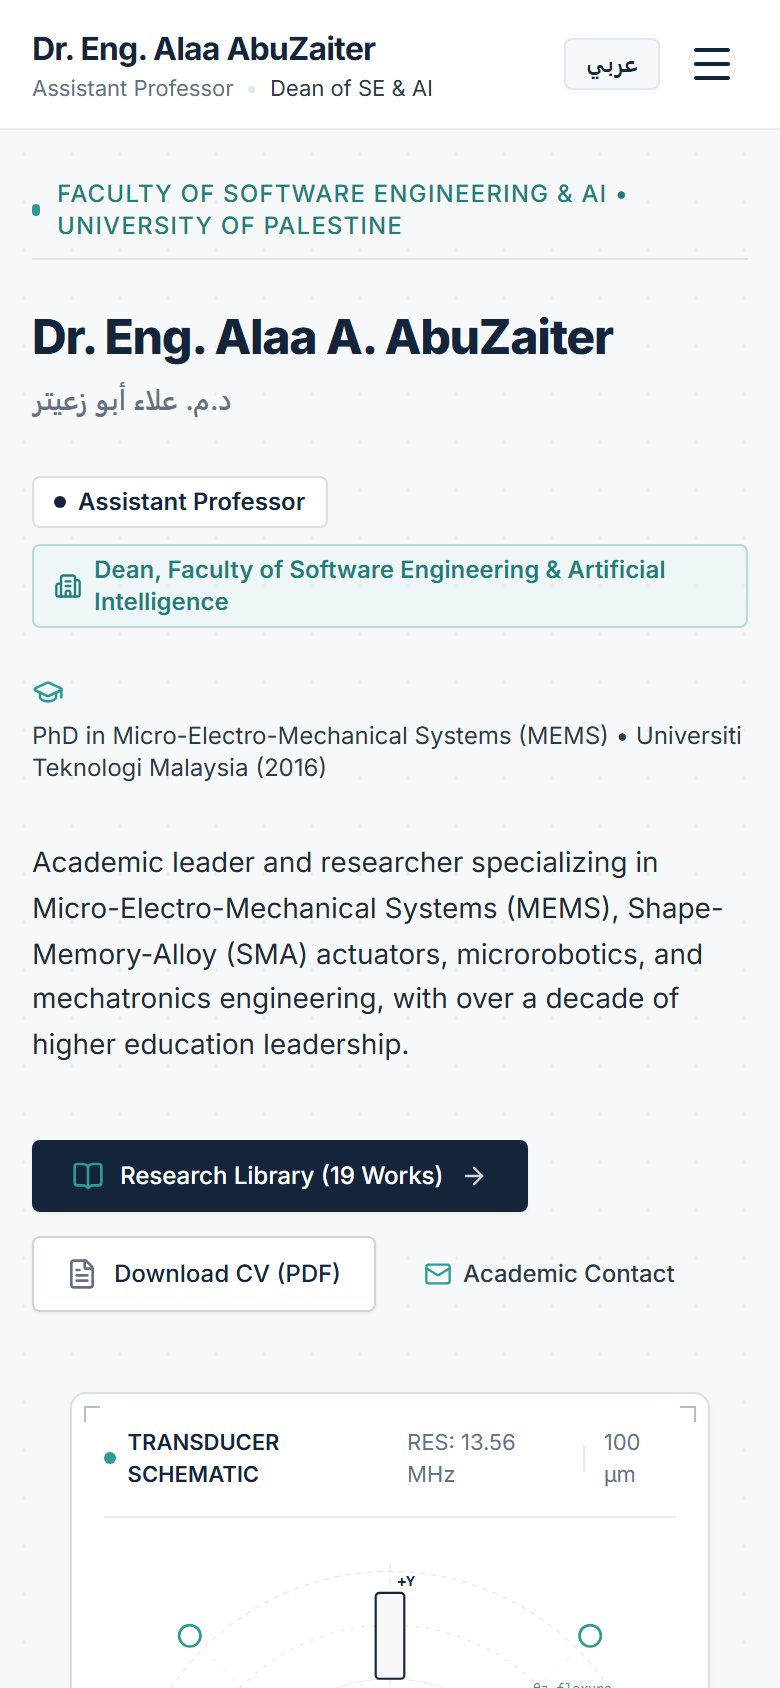 Dr. Eng. Alaa AbuZaiter
عربي
Assistant Professor • Dean of SE & AI
FACULTY OF SOFTWARE ENGINEERING & AI •
UNIVERSITY OF PALESTINE
Dr. Eng. Alaa A. AbuZaiter
د.م. علاء أبو زعيتر
Assistant Professor
Dean, Faculty of Software Engineering & Artificial
Intelligence
PhD in Micro-Electro-Mechanical Systems (MEMS) • Universiti
Teknologi Malaysia (2016)
Academic leader and researcher specializing in
Micro-Electro-Mechanical Systems (MEMS), Shape-
Memory-Alloy (SMA) actuators, microrobotics, and
mechatronics engineering, with over a decade of
higher education leadership.
Research Library (19 Works) →
Download CV (PDF)
Academic Contact
TRANSDUCER
SCHEMATIC
RES: 13.56
MHz
100
µm
+Y